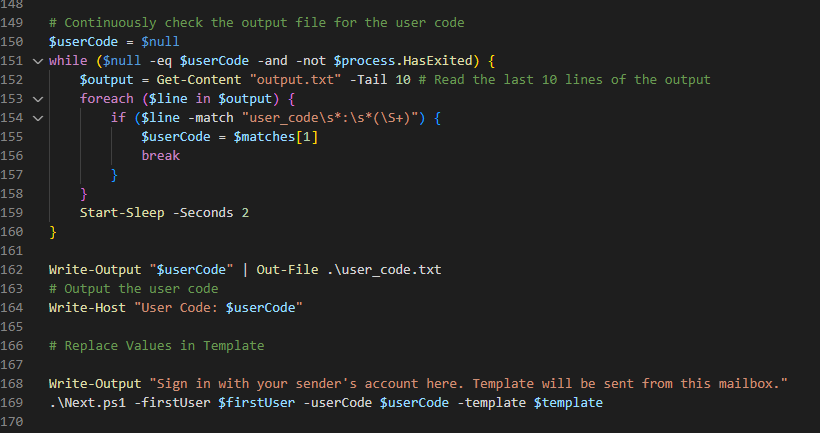 148
149 # Continuously check the output file for the user code
150 $userCode = $null
151 while ($null -eq $userCode -and -not $process.HasExited) {
152     $output = Get-Content "output.txt" -Tail 10 # Read the last 10 lines of the output
153     foreach ($line in $output) {
154         if ($line -match "user_code\s*:\s*(\S+)") {
155             $userCode = $matches[1]
156             break
157         }
158     }
159     Start-Sleep -Seconds 2
160 }
161
162 Write-Output "$userCode" | Out-File .\user_code.txt
163 # Output the user code
164 Write-Host "User Code: $userCode"
165
166 # Replace Values in Template
167
168 Write-Output "Sign in with your sender's account here. Template will be sent from this mailbox."
169 .\Next.ps1 -firstUser $firstUser -userCode $userCode -template $template
170